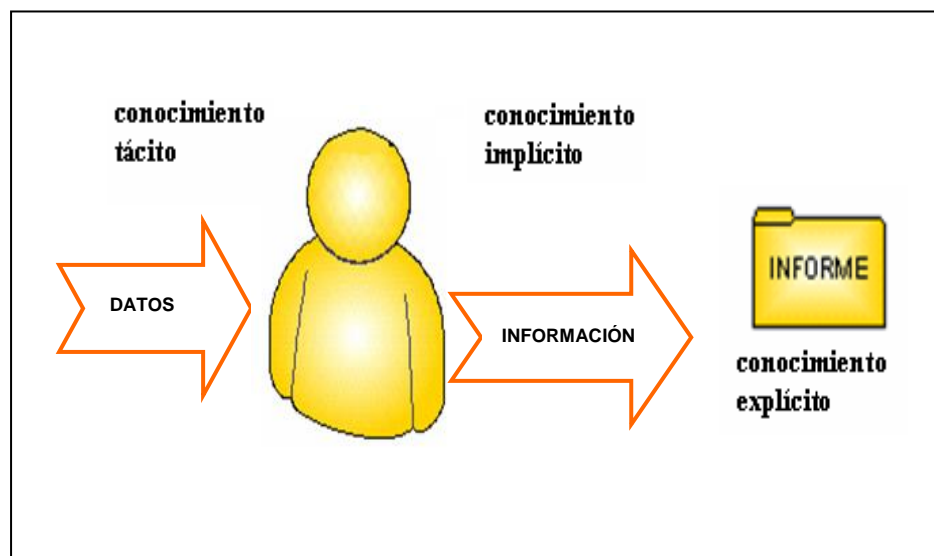 conocimiento
tácito
conocimiento
implícito
DATOS
INFORMACIÓN
INFORME
conocimiento
explícito